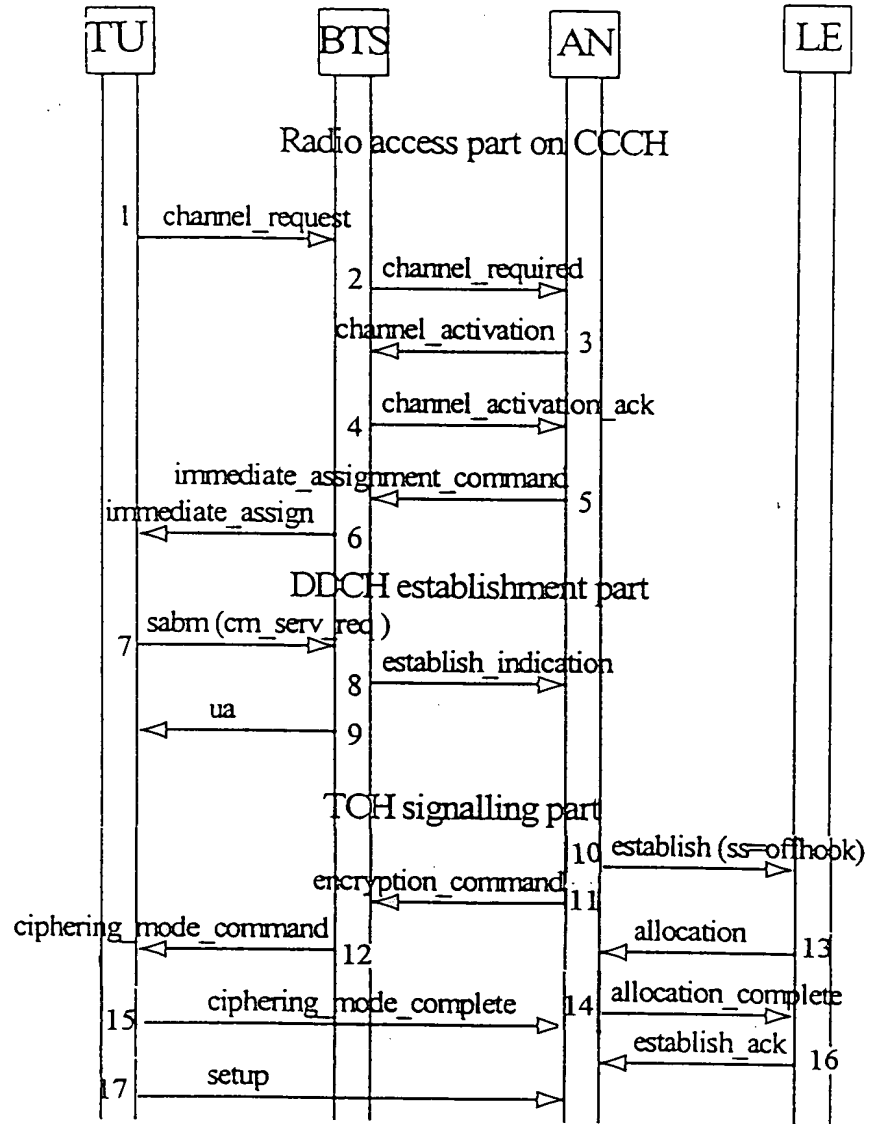 TU BTS AN LE
Radio access part on CCCH
1 channel_request
2 channel_required
channel_activation 3
4 channel_activation_ack
immediate_assignment_command 5
immediate_assign 6
DDCH establishment part
7 sabm (cm_serv_req )
8 establish_indication
ua 9
TCH signalling part
10 establish (ss=offhook)
encryption_command 11
ciphering_mode_command 12
allocation 13
14 allocation_complete
15 ciphering_mode_complete
establish_ack 16
17 setup